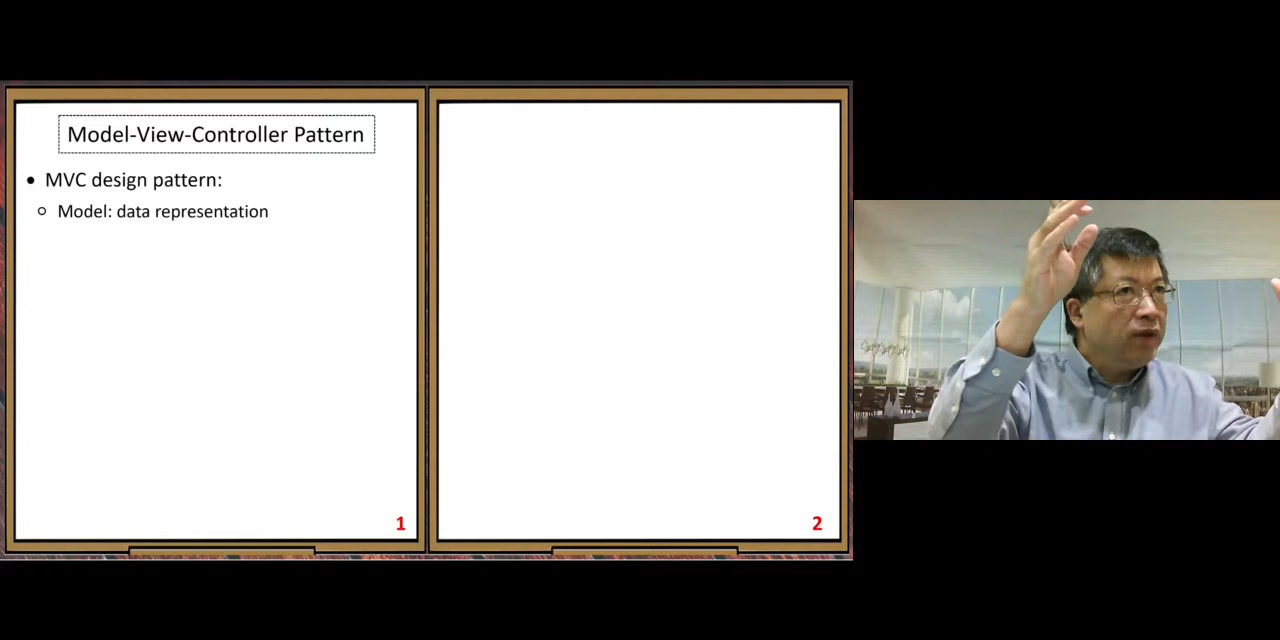 Model-View-Controller Pattern
• MVC design pattern:
○ Model: data representation
1
2